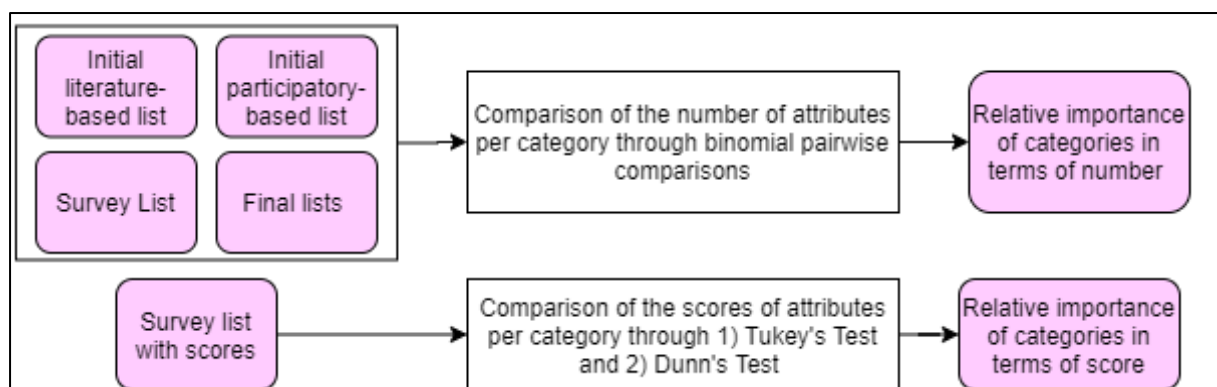 Initial
literature-
based list
Initial
participatory-
based list
Survey List
Final lists
Comparison of the number of attributes
per category through binomial pairwise
comparisons
Relative importance
of categories in
terms of number
Survey list
with scores
Comparison of the scores of attributes
per category through 1) Tukey's Test
and 2) Dunn's Test
Relative importance
of categories in
terms of score